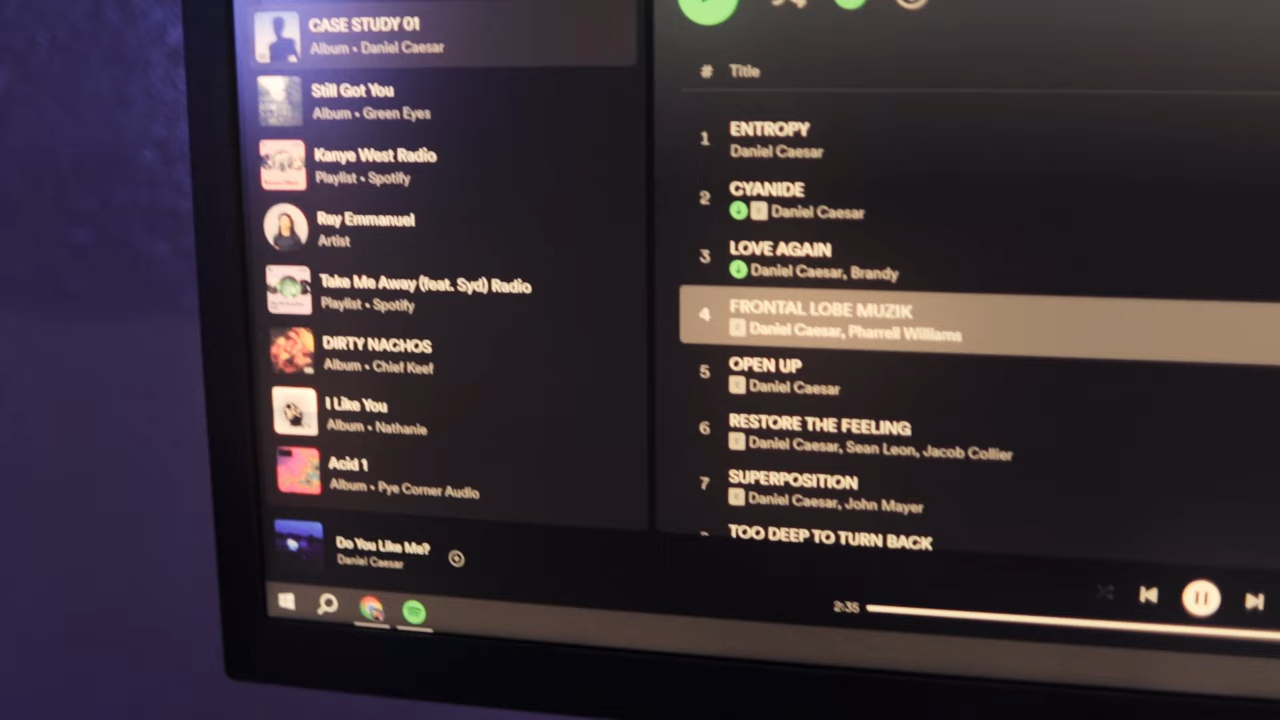 CASE STUDY 01
Album • Daniel Caesar
Still Got You
Album • Green Eyes
Kanye West Radio
Playlist • Spotify
Ray Emmanuel
Artist
Take Me Away (feat. Syd) Radio
Playlist • Spotify
DIRTY NACHOS
Album • Chief Keef
I Like You
Album • Nathanie
Acid 1
Album • Pye Corner Audio
Do You Like Me?
Daniel Caesar
# Title
1 ENTROPY
Daniel Caesar
2 CYANIDE
E Daniel Caesar
3 LOVE AGAIN
Daniel Caesar, Brandy
4 FRONTAL LOBE MUZIK
E Daniel Caesar, Pharrell Williams
5 OPEN UP
E Daniel Caesar
6 RESTORE THE FEELING
E Daniel Caesar, Sean Leon, Jacob Collier
7 SUPERPOSITION
E Daniel Caesar, John Mayer
TOO DEEP TO TURN BACK
2:35